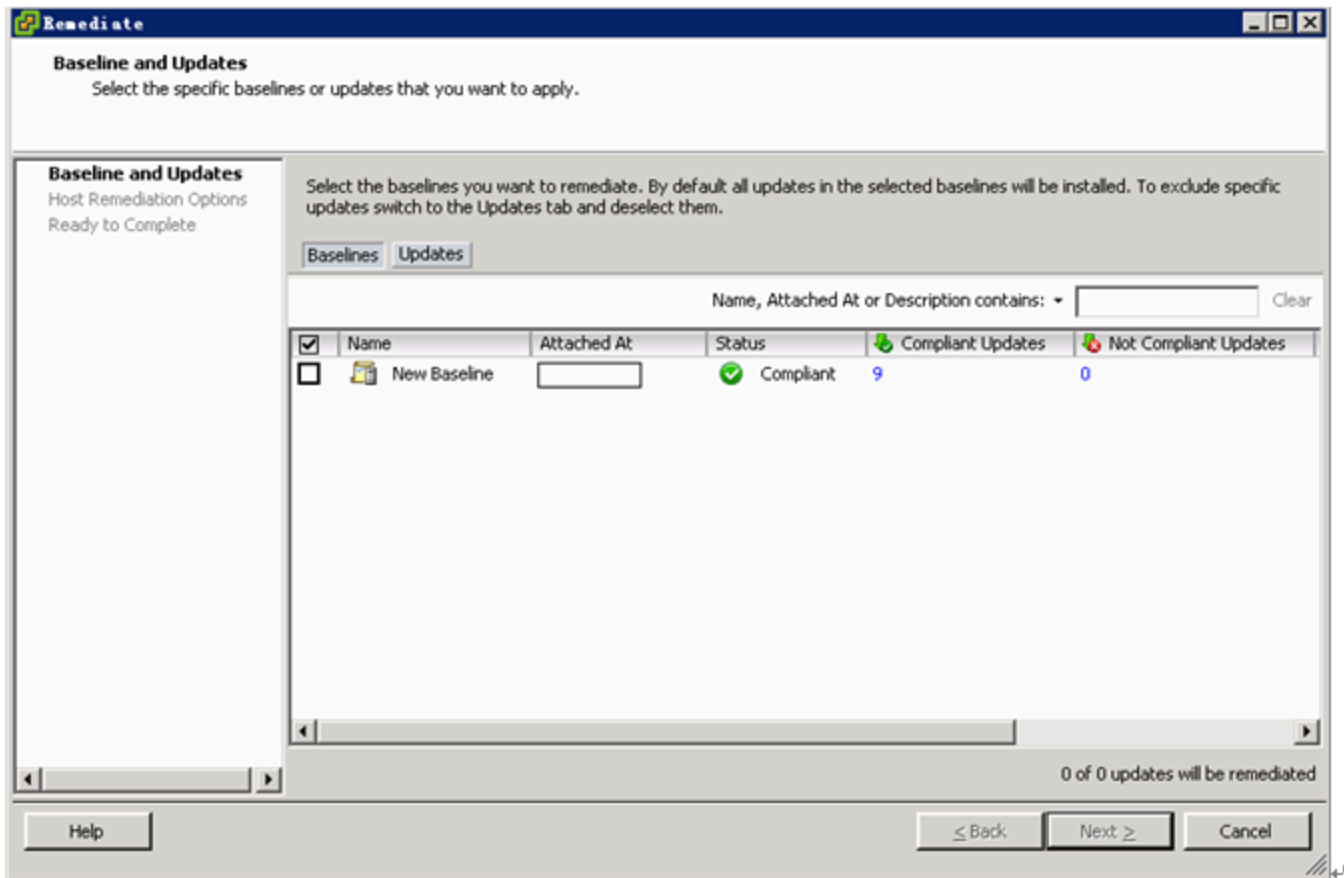 Remediate
Baseline and Updates
Select the specific baselines or updates that you want to apply.
Baseline and Updates
Host Remediation Options
Ready to Complete
Select the baselines you want to remediate. By default all updates in the selected baselines will be installed. To exclude specific
updates switch to the Updates tab and deselect them.
Baselines Updates
Name, Attached At or Description contains: Clear
Name Attached At Status Compliant Updates Not Compliant Updates
New Baseline Compliant 9 0
0 of 0 updates will be remediated
Help < Back Next > Cancel